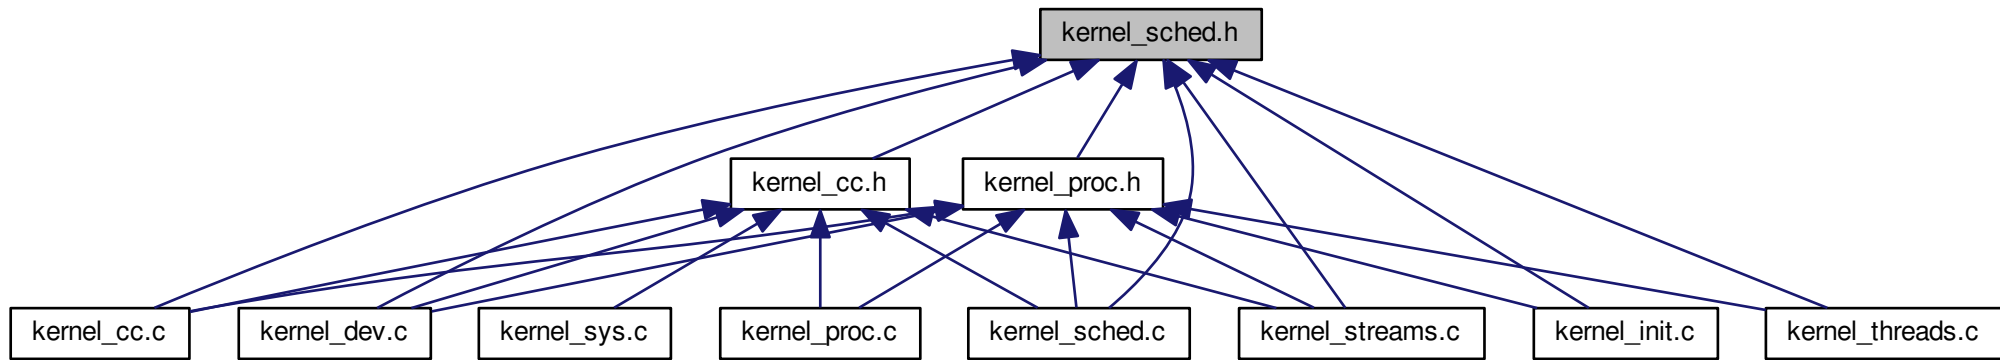 kernel_sched.h
kernel_cc.h
kernel_proc.h
kernel_cc.c
kernel_dev.c
kernel_sys.c
kernel_proc.c
kernel_sched.c
kernel_streams.c
kernel_init.c
kernel_threads.c